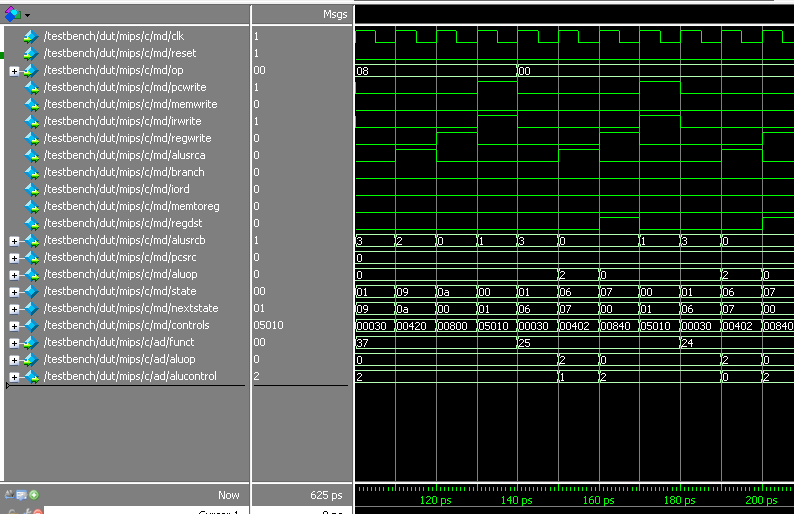 Msgs
/testbench/dut/mips/c/md/clk 1
/testbench/dut/mips/c/md/reset 1
/testbench/dut/mips/c/md/op 00 08 00
/testbench/dut/mips/c/md/pcwrite 1
/testbench/dut/mips/c/md/memwrite 0
/testbench/dut/mips/c/md/irwrite 1
/testbench/dut/mips/c/md/regwrite 0
/testbench/dut/mips/c/md/alusrca 0
/testbench/dut/mips/c/md/branch 0
/testbench/dut/mips/c/md/iord 0
/testbench/dut/mips/c/md/memtoreg 0
/testbench/dut/mips/c/md/regdst 0
/testbench/dut/mips/c/md/alusrcb 1 3 2 0 1 3 0 1 3 0
/testbench/dut/mips/c/md/pcsrc 0 0
/testbench/dut/mips/c/md/aluop 0 0 2 0 2 0
/testbench/dut/mips/c/md/state 00 01 09 0a 00 01 06 07 00 01 06 07
/testbench/dut/mips/c/md/nextstate 01 09 0a 00 01 06 07 00 01 06 07 00
/testbench/dut/mips/c/md/controls 05010 00030 00420 00800 05010 00030 00402 00840 05010 00030 00402 00840
/testbench/dut/mips/c/ad/funct 00 37 25 24
/testbench/dut/mips/c/ad/aluop 0 0 2 0 2 0
/testbench/dut/mips/c/ad/alucontrol 2 2 1 2 0 2
Now 625 ps 120 ps 140 ps 160 ps 180 ps 200 ps
Cursor 1 0 ps